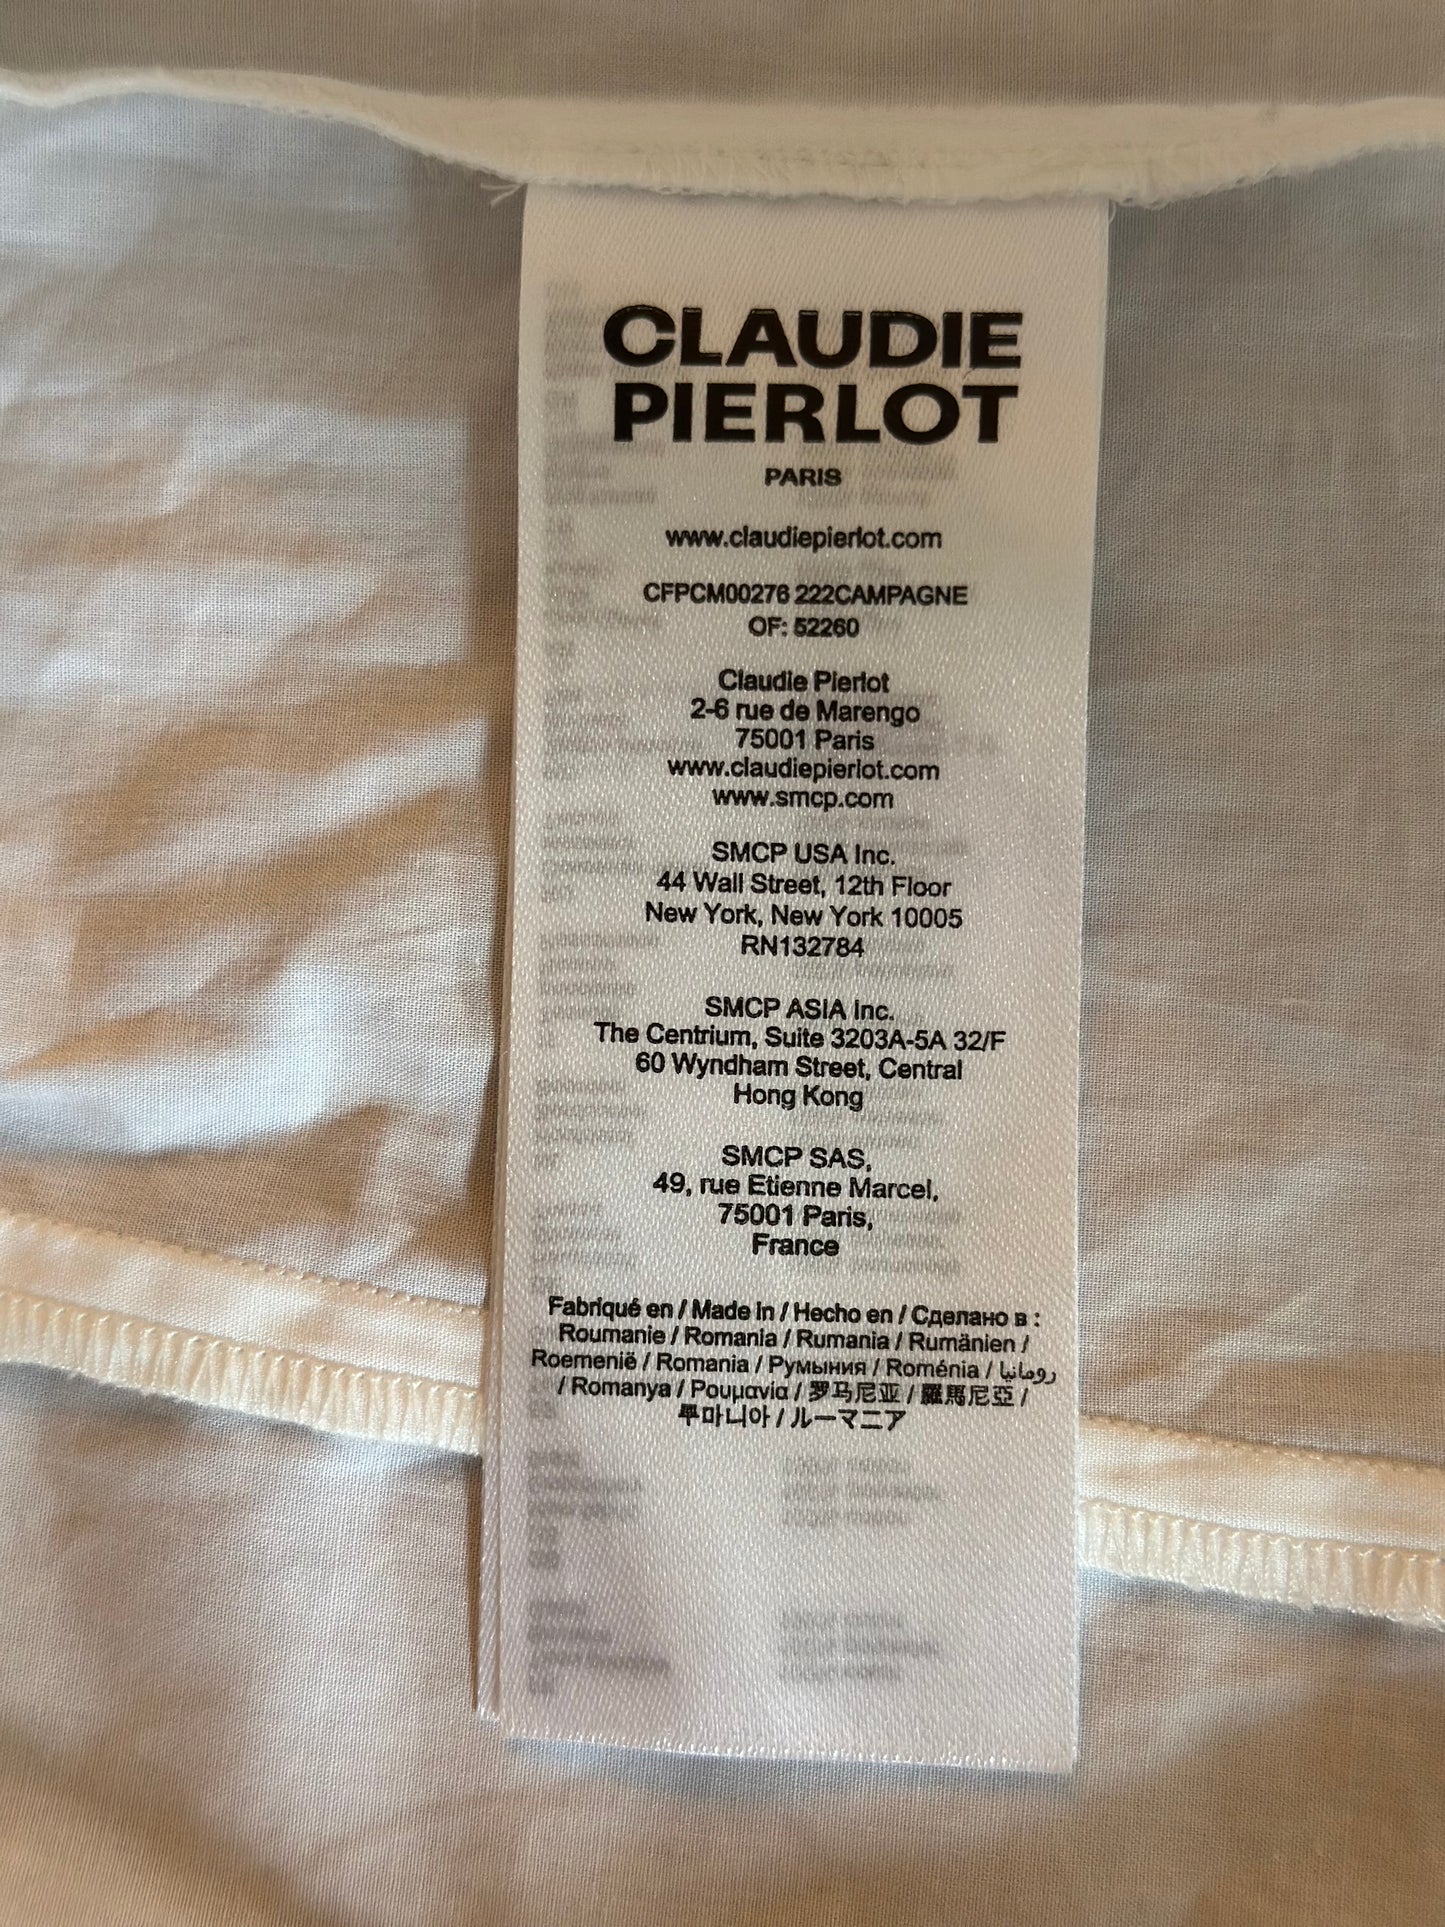 CLAUDIE
PIERLOT
PARIS
www.claudiepierlot.com
CFPCM00276 222CAMPAGNE
OF: 52260
Claudie Pierlot
2-6 rue de Marengo
75001 Paris
www.claudiepierlot.com
www.smcp.com
SMCP USA Inc.
44 Wall Street, 12th Floor
New York, New York 10005
RN132784
SMCP ASIA Inc.
The Centrium, Suite 3203A-5A 32/F
60 Wyndham Street, Central
Hong Kong
SMCP SAS,
49, rue Etienne Marcel,
75001 Paris,
France
Fabriqué en / Made in / Hecho en / Сделано в :
Roumanie / Romania / Rumania / Rumänien /
Roemenië / Romania / Румыния / Roménia / رومانيا
/ Romanya / Ρουμανία / 罗马尼亚 / 羅馬尼亞 /
루마니아 / ルーマニア